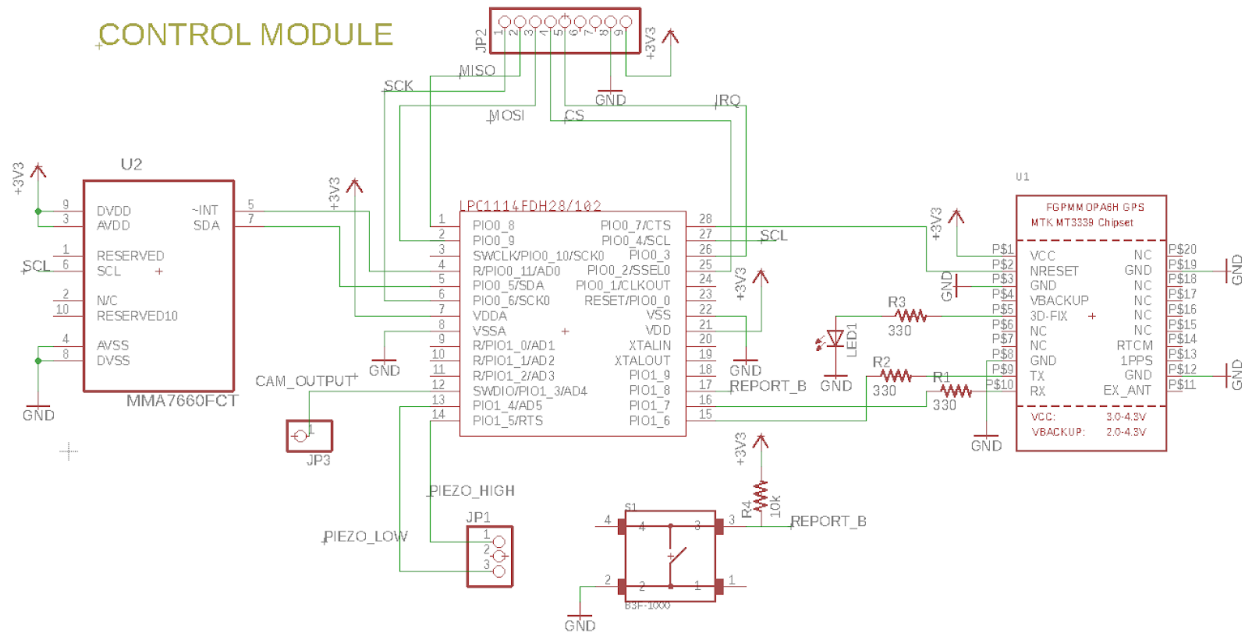 CONTROL MODULE
JP2
1 2 3 4 5 6 7 8 9
+3V3
GND
MISO
SCK
MOSI
CS
IRQ
U2
+3V3
9 DVDD
3 AVDD
1 RESERVED
SCL
6 SCL
2 N/C
10 RESERVED10
4 AVSS
8 DVSS
~INT 5
SDA 7
MMA7660FCT
GND
+3V3
GND
LPC1114FDH28/102
1 PIO0_8
2 PIO0_9
3 SWCLK/PIO0_10/SCK0
4 R/PIO0_11/AD0
5 PIO0_5/SDA
6 PIO0_6/SCK0
7 VDDA
8 VSSA
9 R/PIO1_0/AD1
10 R/PIO1_1/AD2
11 R/PIO1_2/AD3
12 SWDIO/PIO1_3/AD4
13 PIO1_4/AD5
14 PIO1_5/RTS
PIO0_7/CTS 28
PIO0_4/SCL 27
PIO0_3 26
PIO0_2/SSEL0 25
PIO0_1/CLKOUT 24
RESET/PIO0_0 23
VSS 22
VDD 21
XTALIN 20
XTALOUT 19
PIO1_9 18
PIO1_8 17
PIO1_7 16
PIO1_6 15
SCL
+3V3
GND
REPORT_B
CAM_OUTPUT
1
JP3
PIEZO_HIGH
PIEZO_LOW
JP1
1
2
3
U1
FGPMMOPA6H GPS
MTK MT3339 Chipset
+3V3
GND
P$1 VCC
P$2 NRESET
P$3 GND
P$4 VBACKUP
P$5 3D-FIX
P$6 NC
P$7 NC
P$8 GND
P$9 TX
P$10 RX
NC P$20
GND P$19
NC P$18
NC P$17
NC P$16
NC P$15
RTCM P$14
1PPS P$13
GND P$12
EX_ANT P$11
VCC: 3.0-4.3V
VBACKUP: 2.0-4.3V
GND
GND
GND
R3
330
LED1
GND
R2
330
R1
330
+3V3
R4
10k
REPORT_B
S1
4 4 3 3
2 2 1 1
B3F-1000
GND